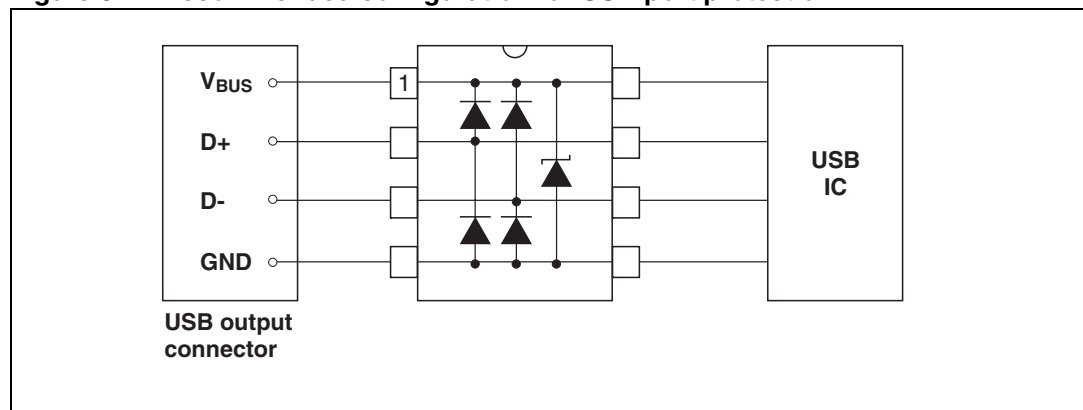 VBUS
1
D+
D-
GND
USB
IC
USB output
connector